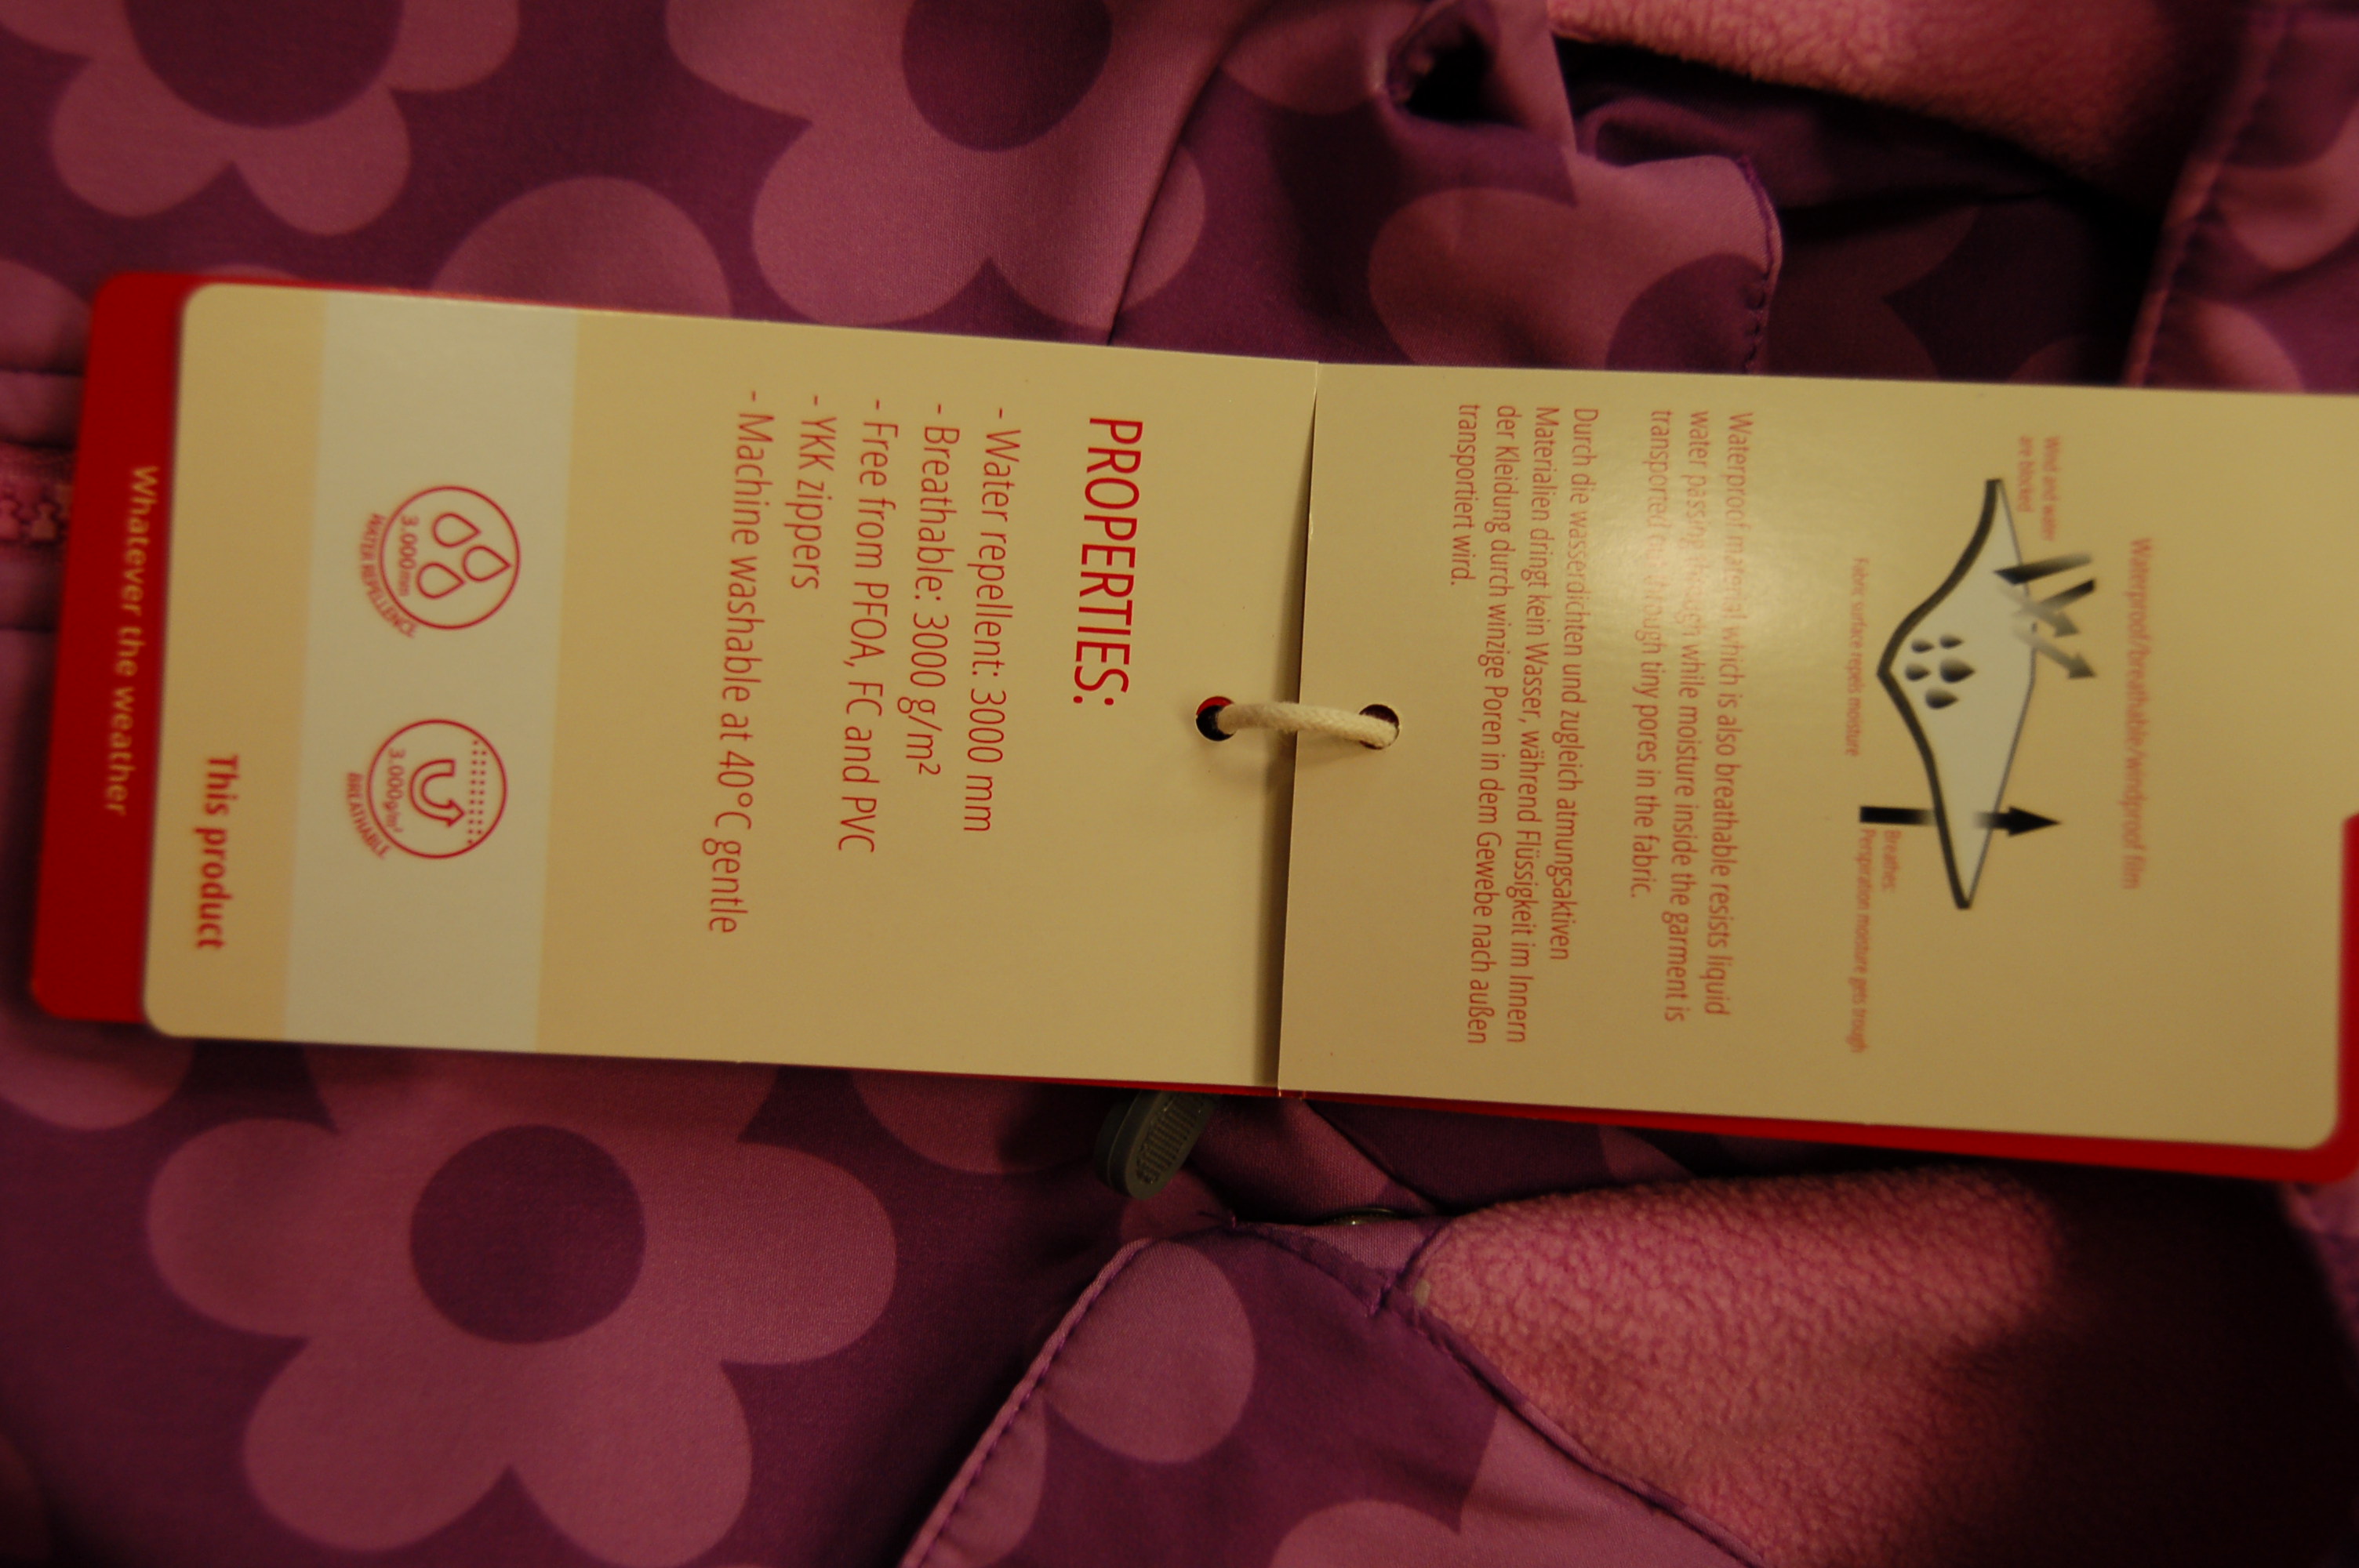 Waterproof/breathable/windproof film
Wind and water
are blocked
Fabric surface repels moisture
Breathes:
Perspiration moisture gets trough
Waterproof material which is also breathable resists liquid
water passing through while moisture inside the garment is
transported out through tiny pores in the fabric.
Durch die wasserdichten und zugleich atmungsaktiven
Materialien dringt kein Wasser, während Flüssigkeit im Innern
der Kleidung durch winzige Poren in dem Gewebe nach außen
transportiert wird.
PROPERTIES:
- Water repellent: 3000 mm
- Breathable: 3000 g/m²
- Free from PFOA, FC and PVC
- YKK zippers
- Machine washable at 40°C gentle
3.000mm
WATER REPELLENCE
3.000g/m²
BREATHABLE
This product
Whatever the weather